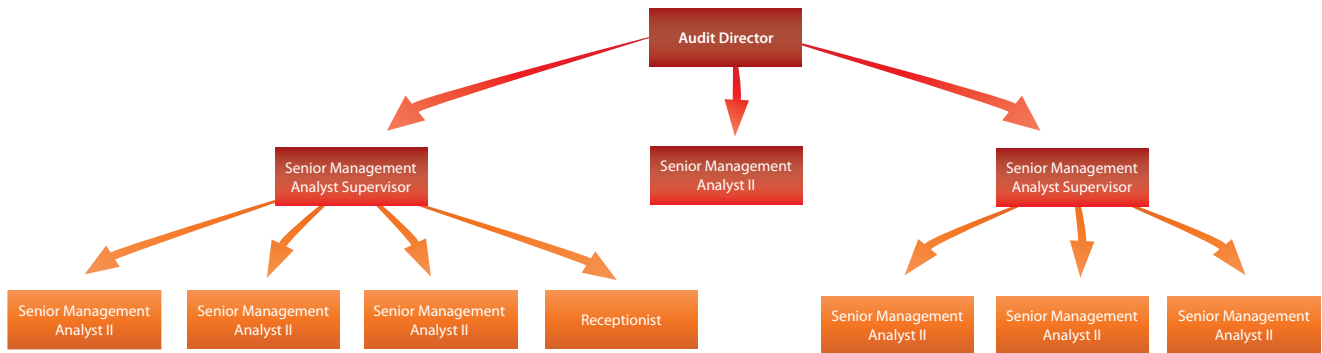 Audit Director
Senior Management
Analyst Supervisor
Senior Management
Analyst II
Senior Management
Analyst Supervisor
Senior Management
Analyst II
Senior Management
Analyst II
Senior Management
Analyst II
Receptionist
Senior Management
Analyst II
Senior Management
Analyst II
Senior Management
Analyst II